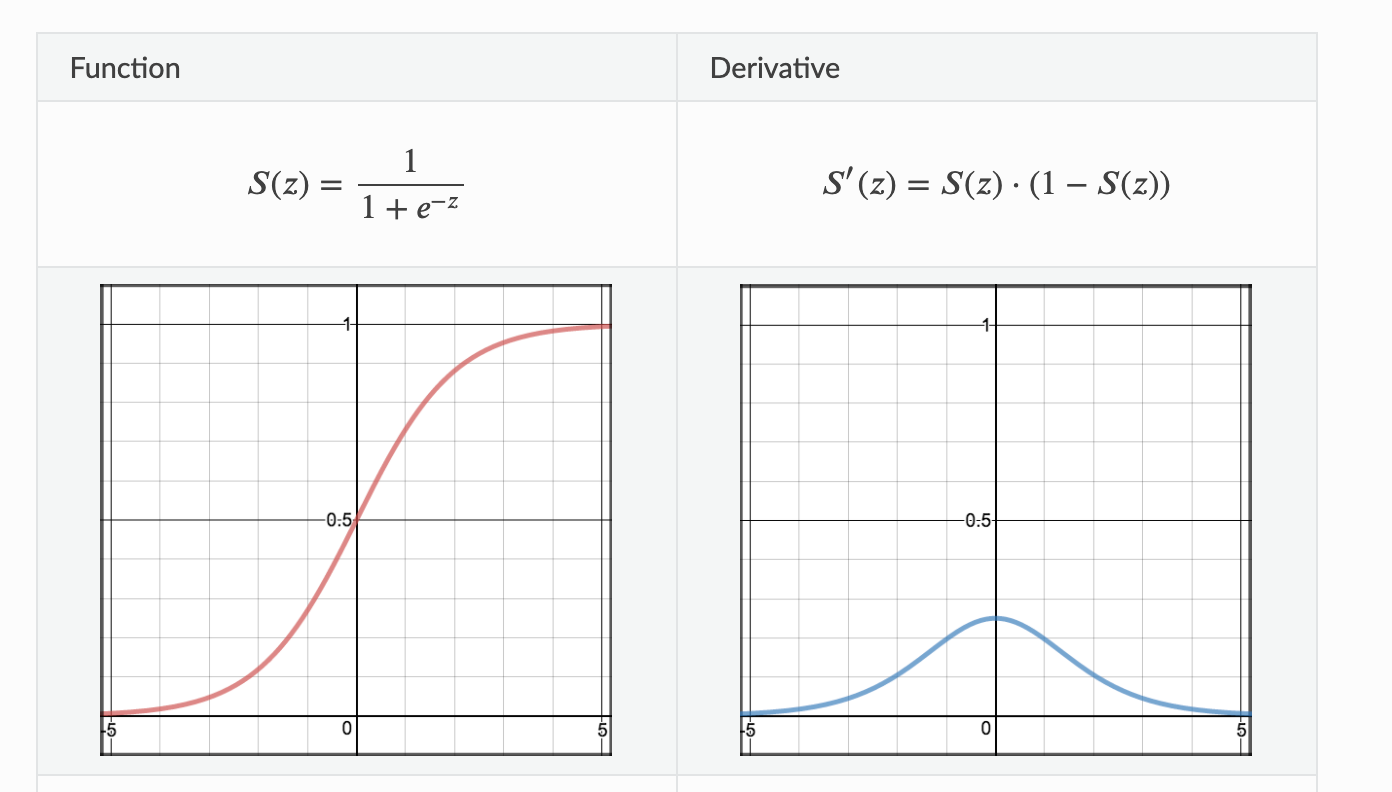 Function
Derivative
S(z) = 1 / (1 + e^−z)
S′(z) = S(z) · (1 − S(z))
1
0.5
-5 0 5
1
0.5
-5 0 5